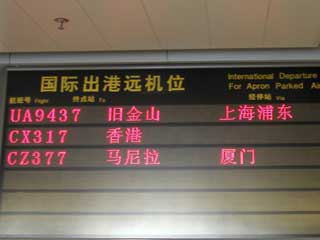 国际出港远机位 International Departure
For Apron Parked Air
航班号 Flight 终点站 To 经停站 Via
UA9437 旧金山 上海浦东
CX317 香港
CZ377 马尼拉 厦门